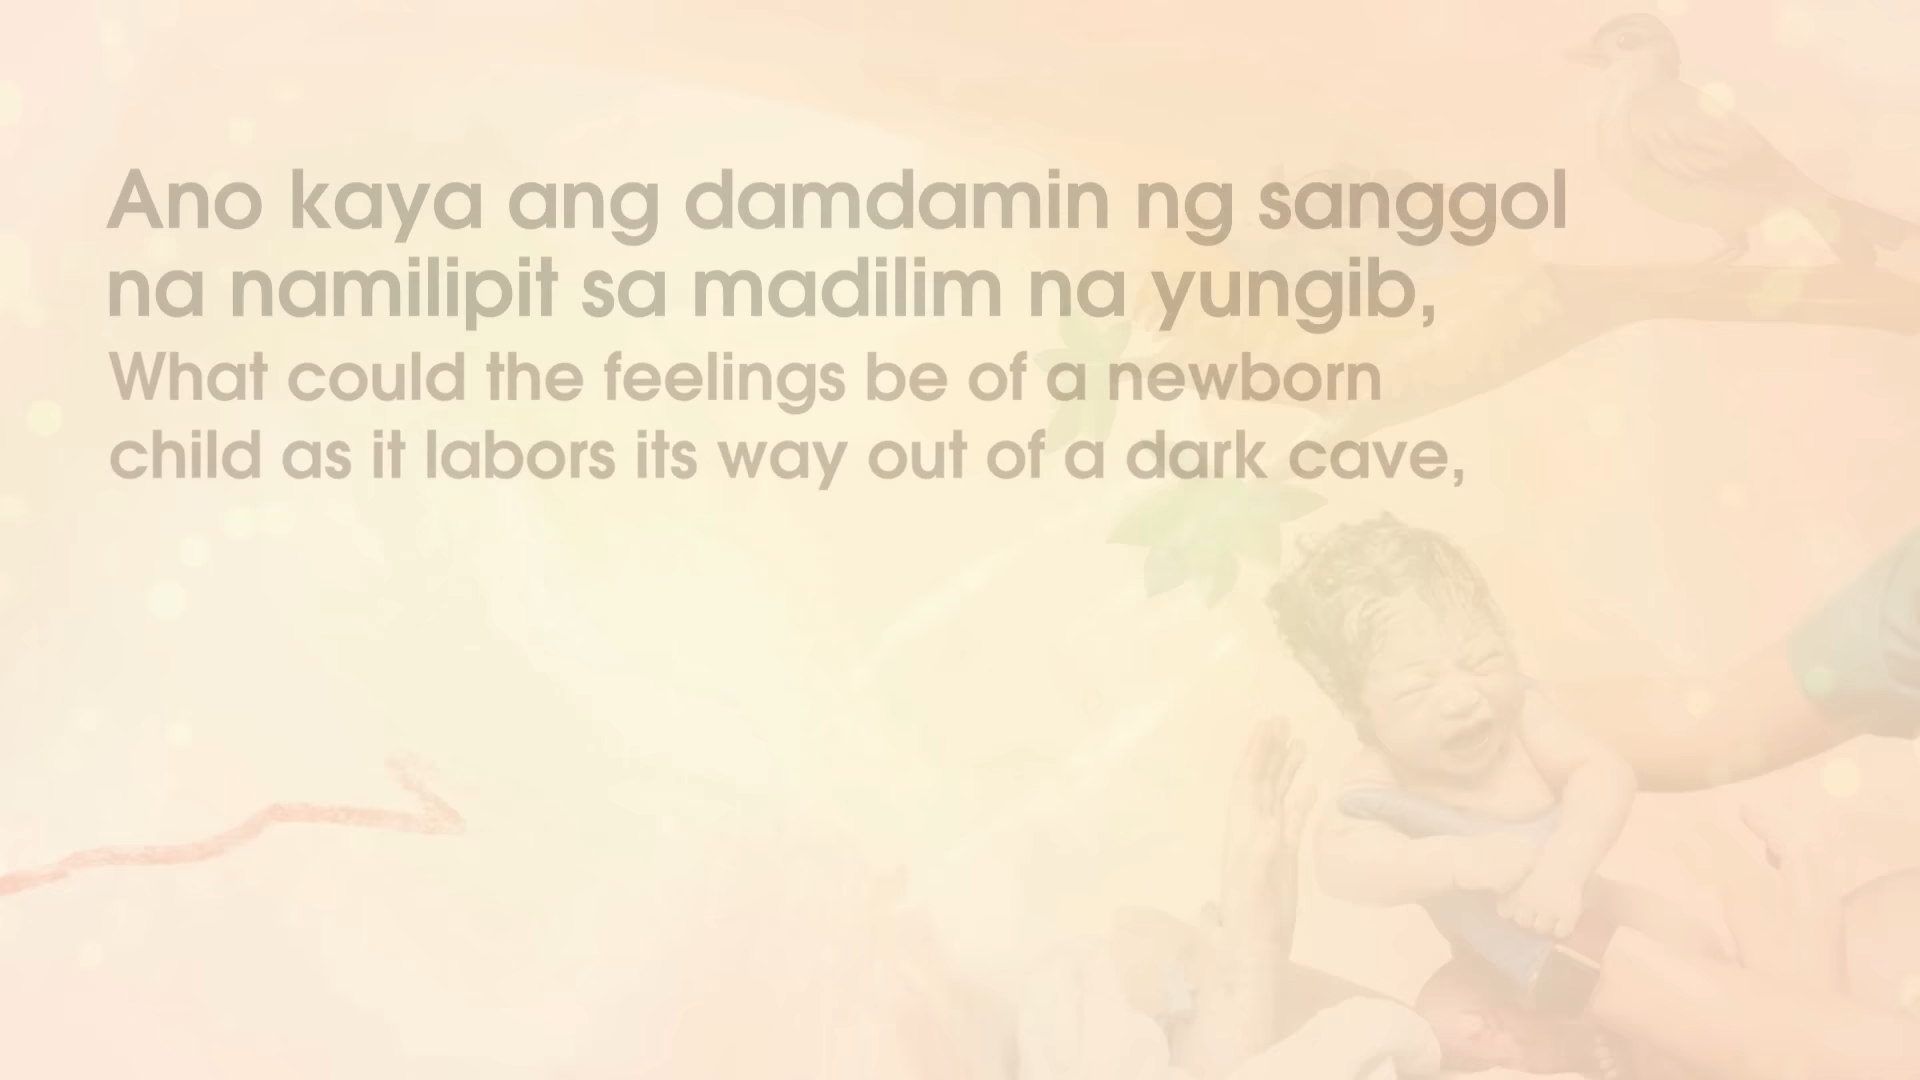 Ano kaya ang damdamin ng sanggol
na namilipit sa madilim na yungib,
What could the feelings be of a newborn
child as it labors its way out of a dark cave,